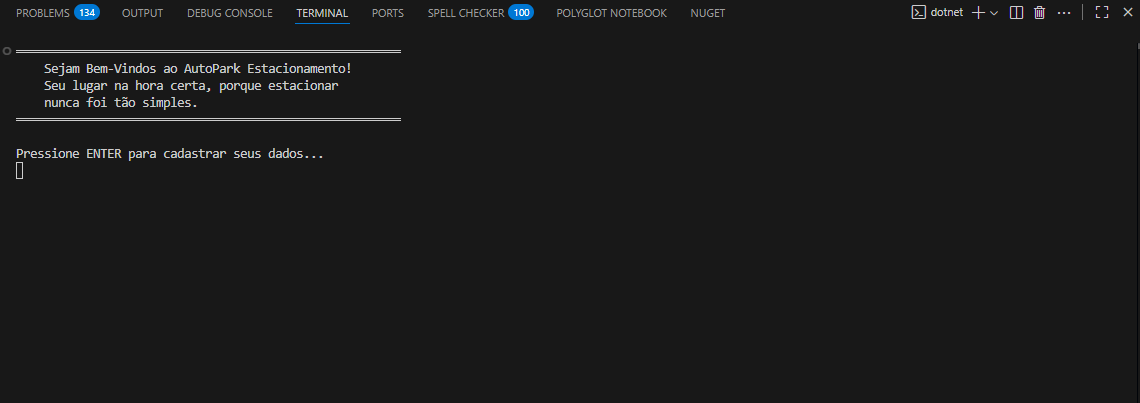 PROBLEMS 134 OUTPUT DEBUG CONSOLE TERMINAL PORTS SPELL CHECKER 100 POLYGLOT NOTEBOOK NUGET dotnet
Sejam Bem-Vindos ao AutoPark Estacionamento!
Seu lugar na hora certa, porque estacionar
nunca foi tão simples.
Pressione ENTER para cadastrar seus dados...